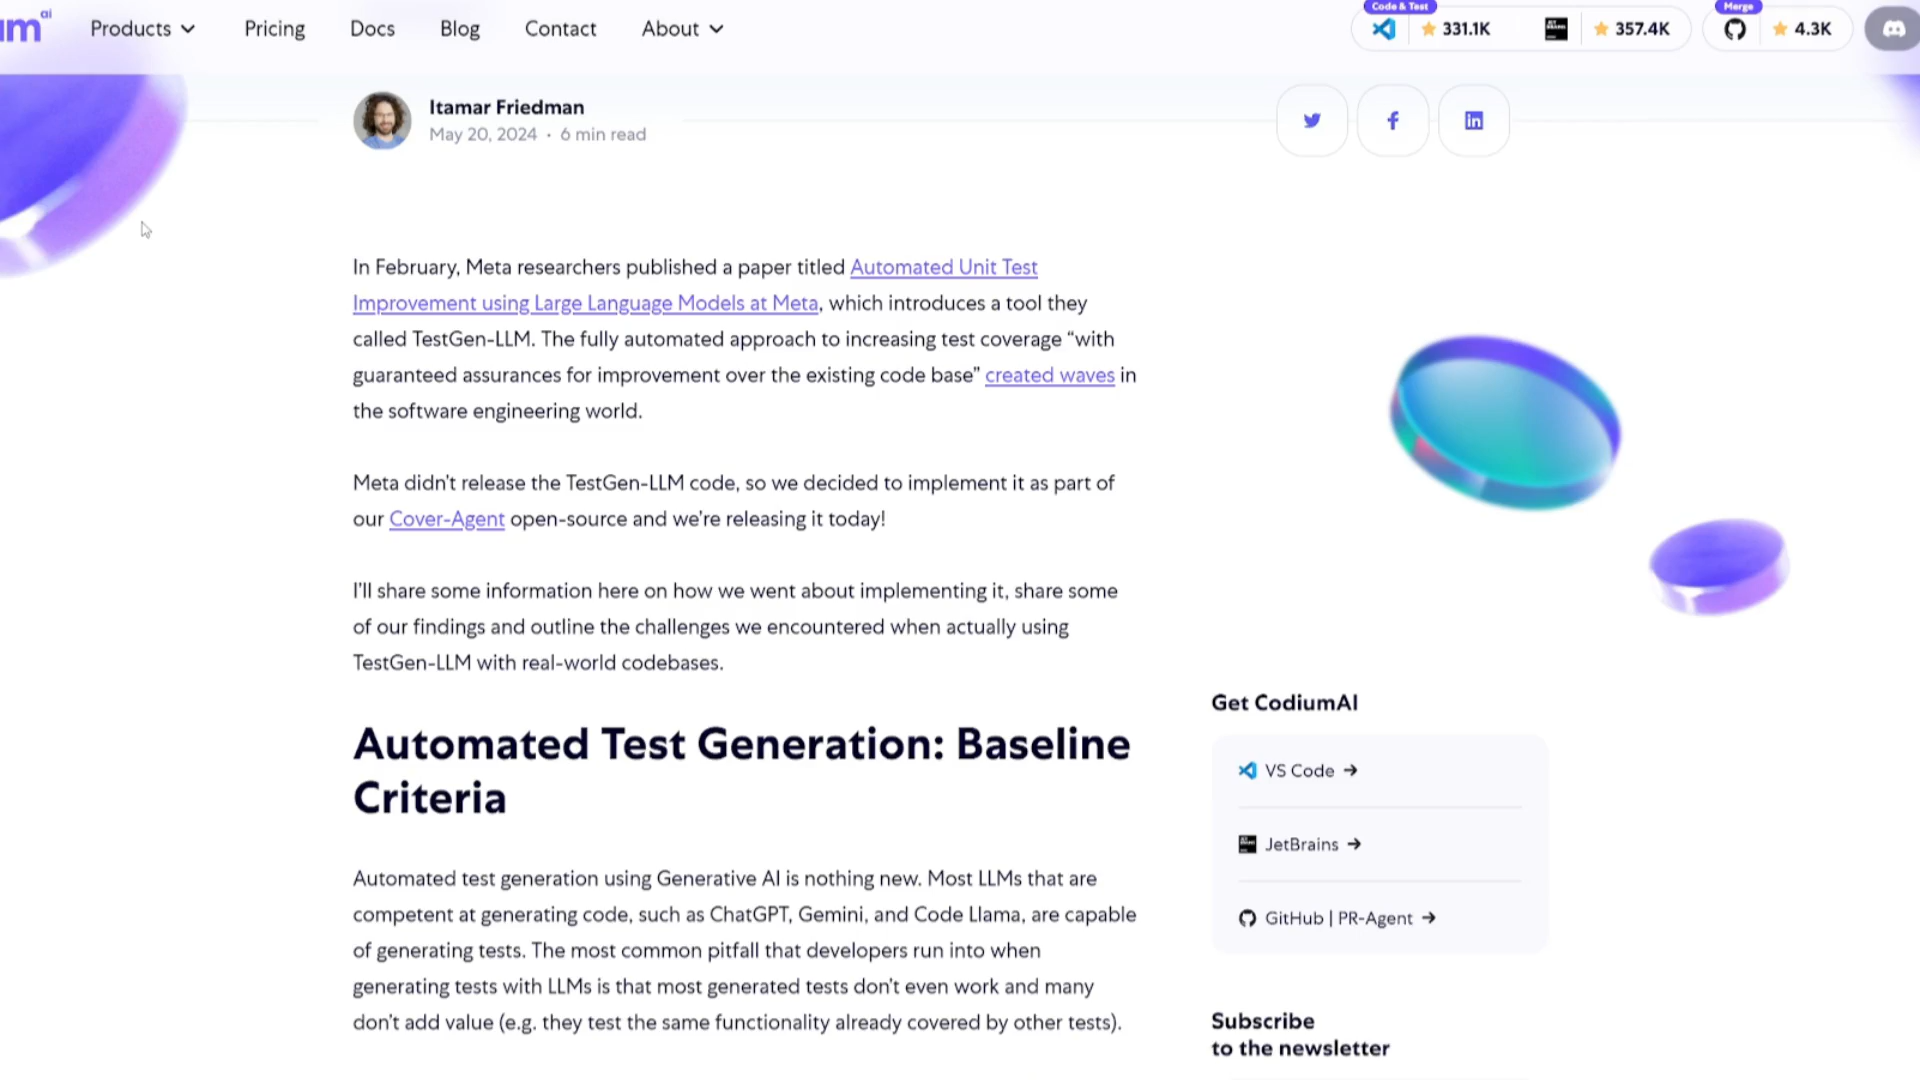 um ai
Products
Pricing
Docs
Blog
Contact
About
Code & Test
331.1K
357.4K
Merge
4.3K
Itamar Friedman
May 20, 2024 · 6 min read
In February, Meta researchers published a paper titled Automated Unit Test
Improvement using Large Language Models at Meta, which introduces a tool they
called TestGen-LLM. The fully automated approach to increasing test coverage “with
guaranteed assurances for improvement over the existing code base” created waves in
the software engineering world.
Meta didn’t release the TestGen-LLM code, so we decided to implement it as part of
our Cover-Agent open-source and we’re releasing it today!
I’ll share some information here on how we went about implementing it, share some
of our findings and outline the challenges we encountered when actually using
TestGen-LLM with real-world codebases.
Automated Test Generation: Baseline
Criteria
Automated test generation using Generative AI is nothing new. Most LLMs that are
competent at generating code, such as ChatGPT, Gemini, and Code Llama, are capable
of generating tests. The most common pitfall that developers run into when
generating tests with LLMs is that most generated tests don’t even work and many
don’t add value (e.g. they test the same functionality already covered by other tests).
Get CodiumAI
VS Code →
JetBrains →
GitHub | PR-Agent →
Subscribe
to the newsletter